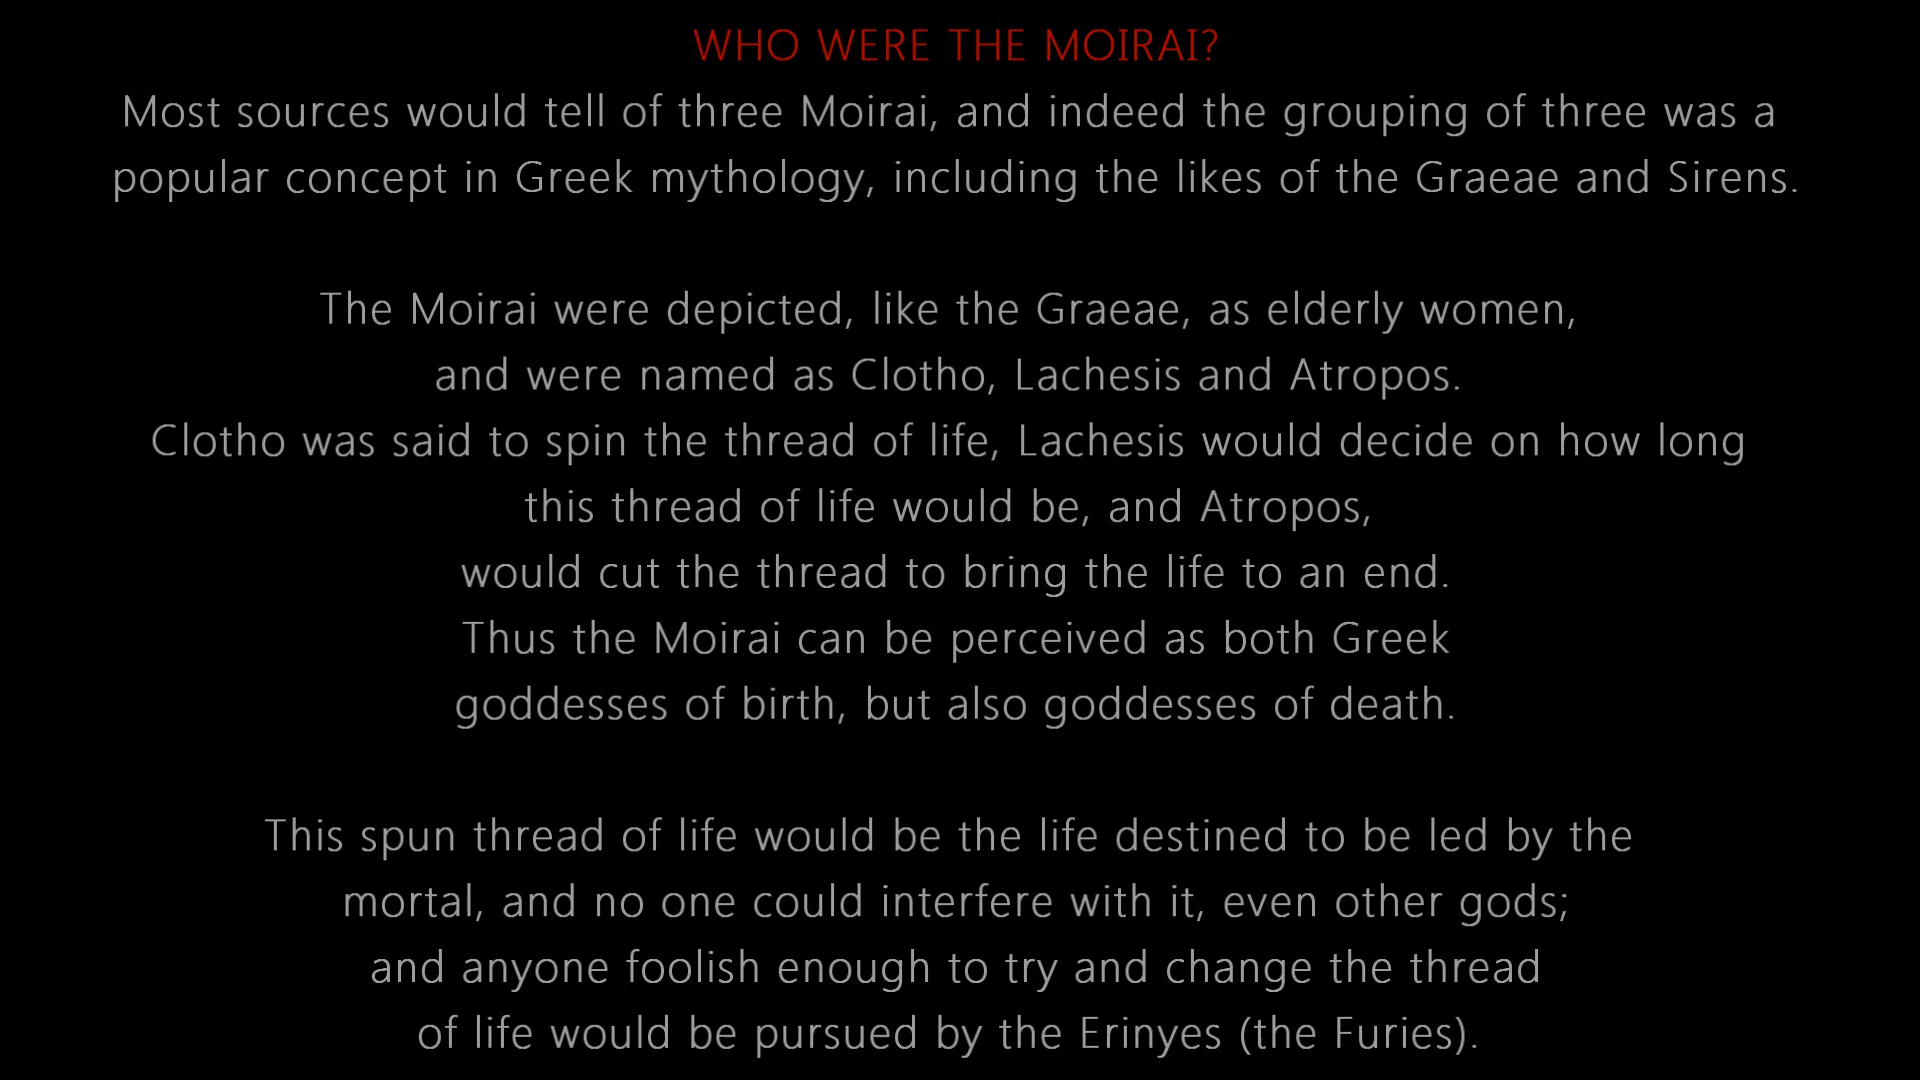 WHO WERE THE MOIRAI?
Most sources would tell of three Moirai, and indeed the grouping of three was a
popular concept in Greek mythology, including the likes of the Graeae and Sirens.
The Moirai were depicted, like the Graeae, as elderly women,
and were named as Clotho, Lachesis and Atropos.
Clotho was said to spin the thread of life, Lachesis would decide on how long
this thread of life would be, and Atropos,
would cut the thread to bring the life to an end.
Thus the Moirai can be perceived as both Greek
goddesses of birth, but also goddesses of death.
This spun thread of life would be the life destined to be led by the
mortal, and no one could interfere with it, even other gods;
and anyone foolish enough to try and change the thread
of life would be pursued by the Erinyes (the Furies).